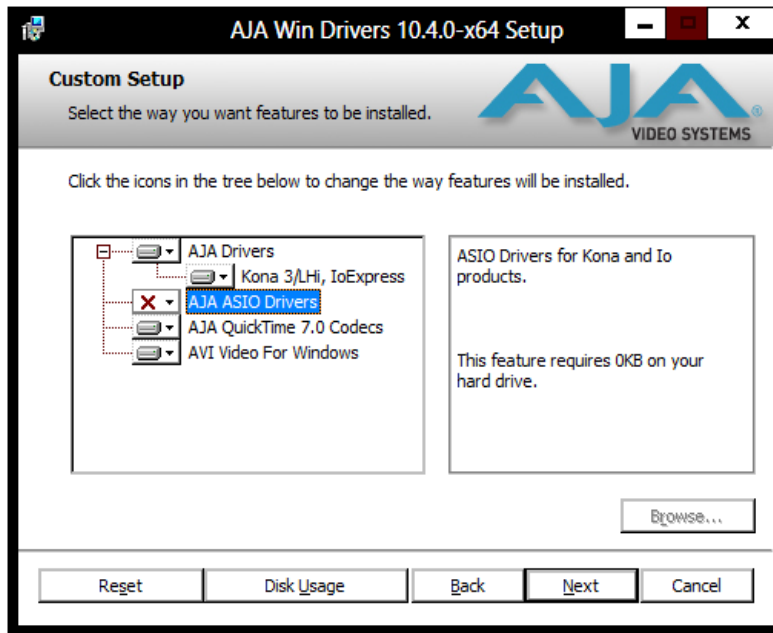 AJA Win Drivers 10.4.0-x64 Setup
Custom Setup
Select the way you want features to be installed.
AJA
VIDEO SYSTEMS
Click the icons in the tree below to change the way features will be installed.
AJA Drivers
Kona 3/LHi, IoExpress
AJA ASIO Drivers
AJA QuickTime 7.0 Codecs
AVI Video For Windows
ASIO Drivers for Kona and Io
products.
This feature requires 0KB on your
hard drive.
Browse...
Reset
Disk Usage
Back
Next
Cancel